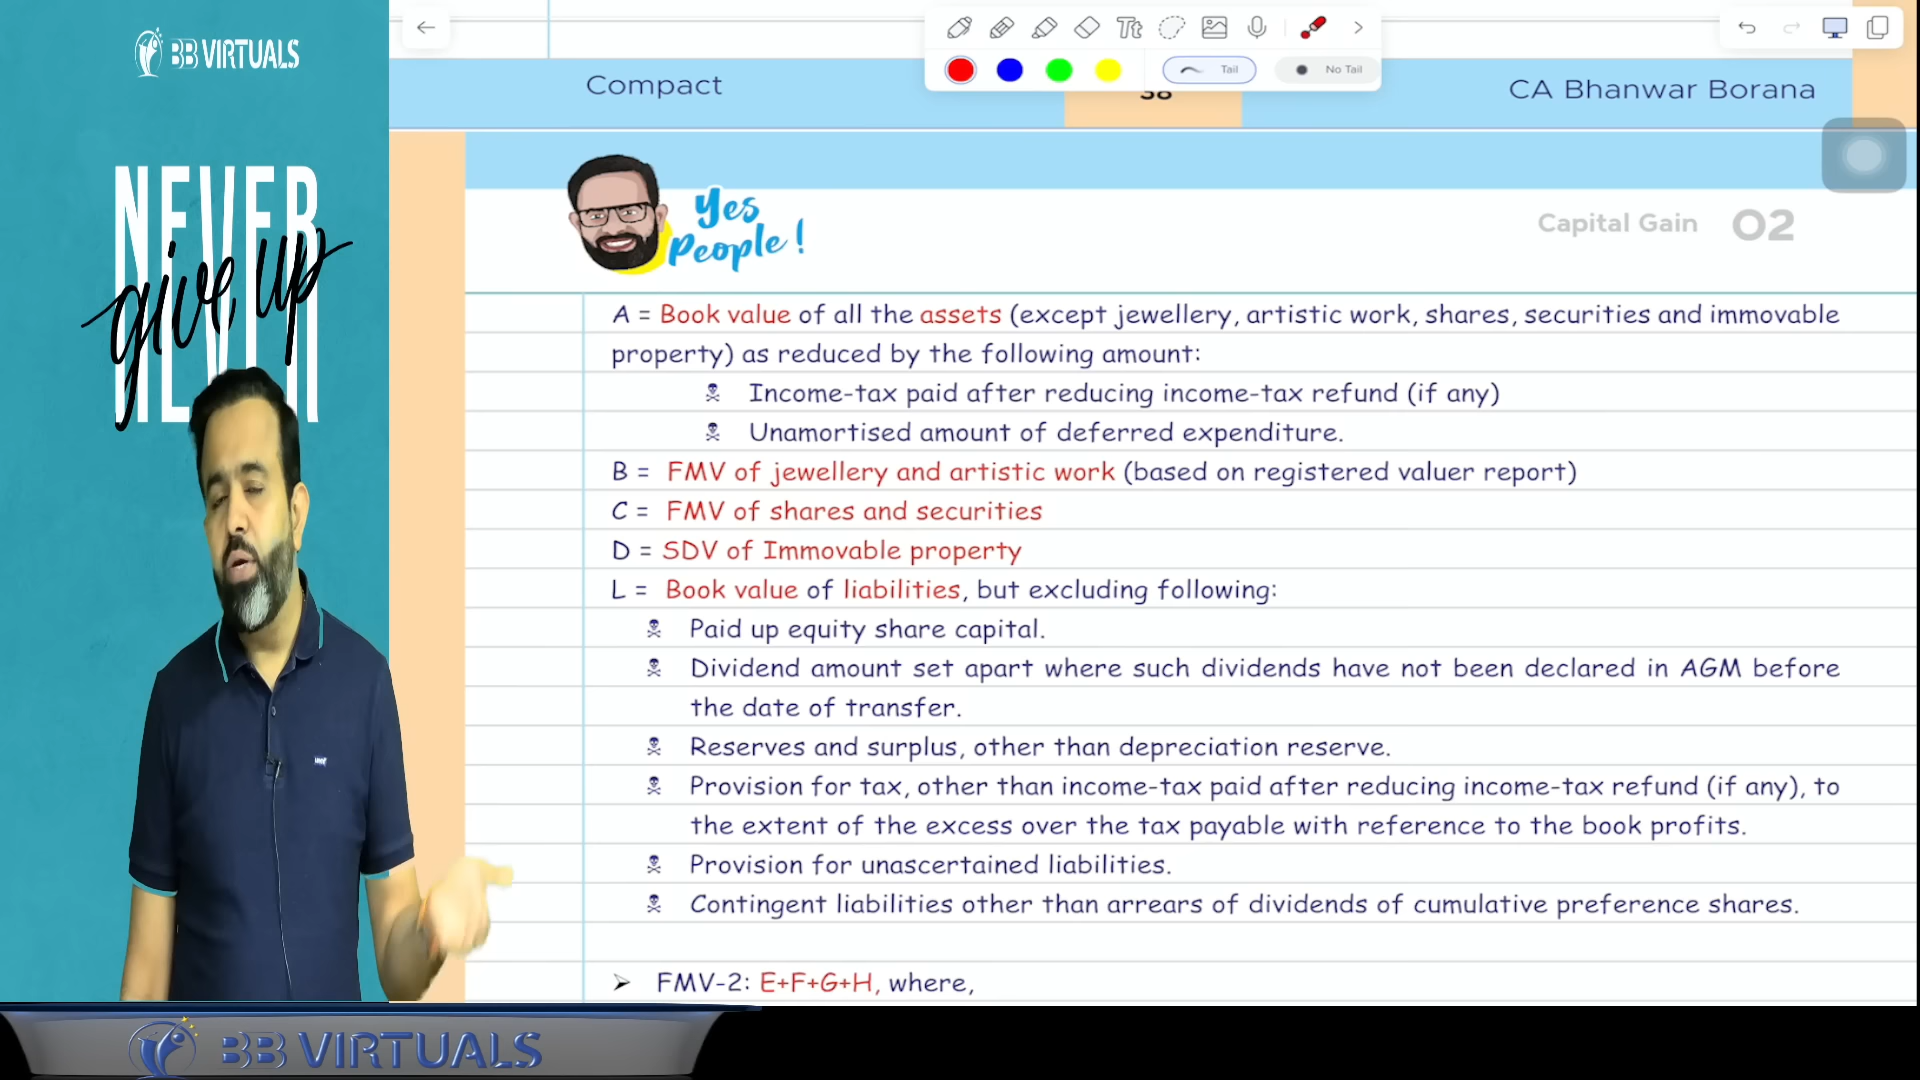 BB VIRTUALS
NEVER
give up
NEVER
Tt
Tail
No Tail
Compact
38
CA Bhanwar Borana
Yes
People!
Capital Gain 02
A = Book value of all the assets (except jewellery, artistic work, shares, securities and immovable
property) as reduced by the following amount:
Income-tax paid after reducing income-tax refund (if any)
Unamortised amount of deferred expenditure.
B = FMV of jewellery and artistic work (based on registered valuer report)
C = FMV of shares and securities
D = SDV of Immovable property
L = Book value of liabilities, but excluding following:
Paid up equity share capital.
Dividend amount set apart where such dividends have not been declared in AGM before
the date of transfer.
Reserves and surplus, other than depreciation reserve.
Provision for tax, other than income-tax paid after reducing income-tax refund (if any), to
the extent of the excess over the tax payable with reference to the book profits.
Provision for unascertained liabilities.
Contingent liabilities other than arrears of dividends of cumulative preference shares.
➤ FMV-2: E+F+G+H, where,
BB VIRTUALS